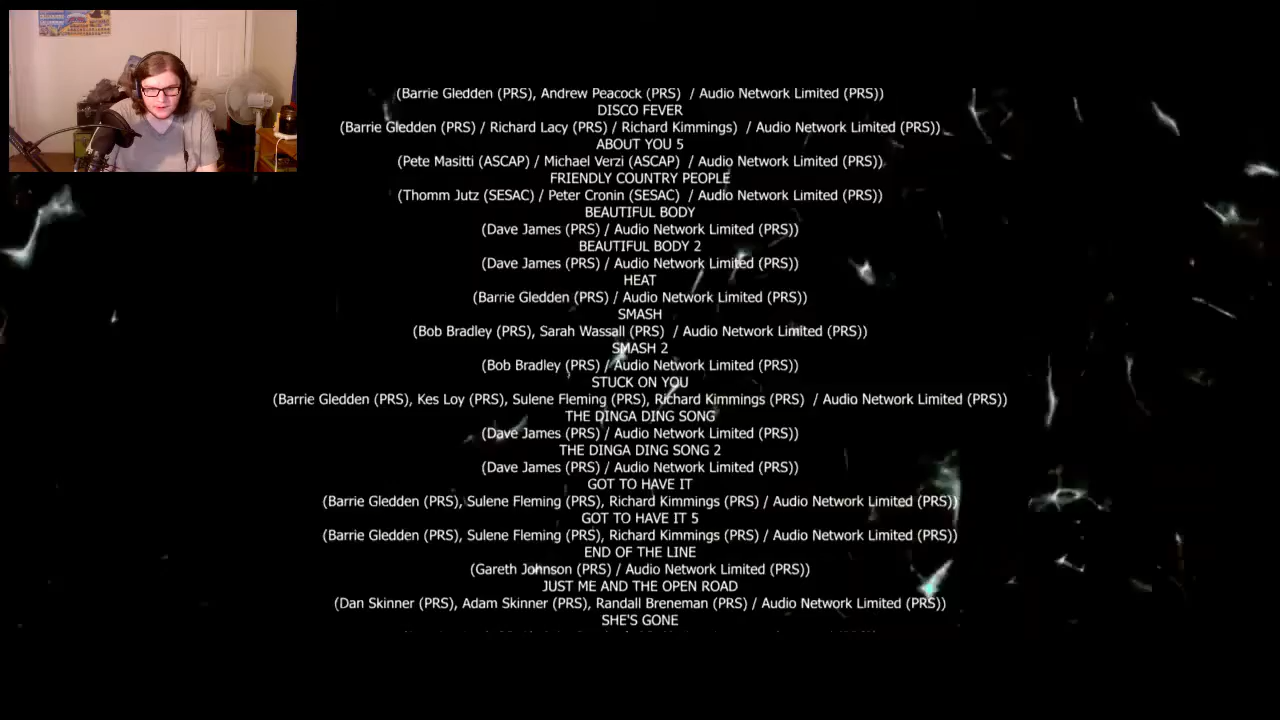 (Barrie Gledden (PRS), Andrew Peacock (PRS)  / Audio Network Limited (PRS))
DISCO FEVER
(Barrie Gledden (PRS) / Richard Lacy (PRS) / Richard Kimmings)  / Audio Network Limited (PRS))
ABOUT YOU 5
(Pete Masitti (ASCAP) / Michael Verzi (ASCAP)  / Audio Network Limited (PRS))
FRIENDLY COUNTRY PEOPLE
(Thomm Jutz (SESAC) / Peter Cronin (SESAC)  / Audio Network Limited (PRS))
BEAUTIFUL BODY
(Dave James (PRS) / Audio Network Limited (PRS))
BEAUTIFUL BODY 2
(Dave James (PRS) / Audio Network Limited (PRS))
HEAT
(Barrie Gledden (PRS) / Audio Network Limited (PRS))
SMASH
(Bob Bradley (PRS), Sarah Wassall (PRS)  / Audio Network Limited (PRS))
SMASH 2
(Bob Bradley (PRS) / Audio Network Limited (PRS))
STUCK ON YOU
(Barrie Gledden (PRS), Kes Loy (PRS), Sulene Fleming (PRS), Richard Kimmings (PRS)  / Audio Network Limited (PRS))
THE DINGA DING SONG
(Dave James (PRS) / Audio Network Limited (PRS))
THE DINGA DING SONG 2
(Dave James (PRS) / Audio Network Limited (PRS))
GOT TO HAVE IT
(Barrie Gledden (PRS), Sulene Fleming (PRS), Richard Kimmings (PRS) / Audio Network Limited (PRS))
GOT TO HAVE IT 5
(Barrie Gledden (PRS), Sulene Fleming (PRS), Richard Kimmings (PRS) / Audio Network Limited (PRS))
END OF THE LINE
(Gareth Johnson (PRS) / Audio Network Limited (PRS))
JUST ME AND THE OPEN ROAD
(Dan Skinner (PRS), Adam Skinner (PRS), Randall Breneman (PRS) / Audio Network Limited (PRS))
SHE'S GONE